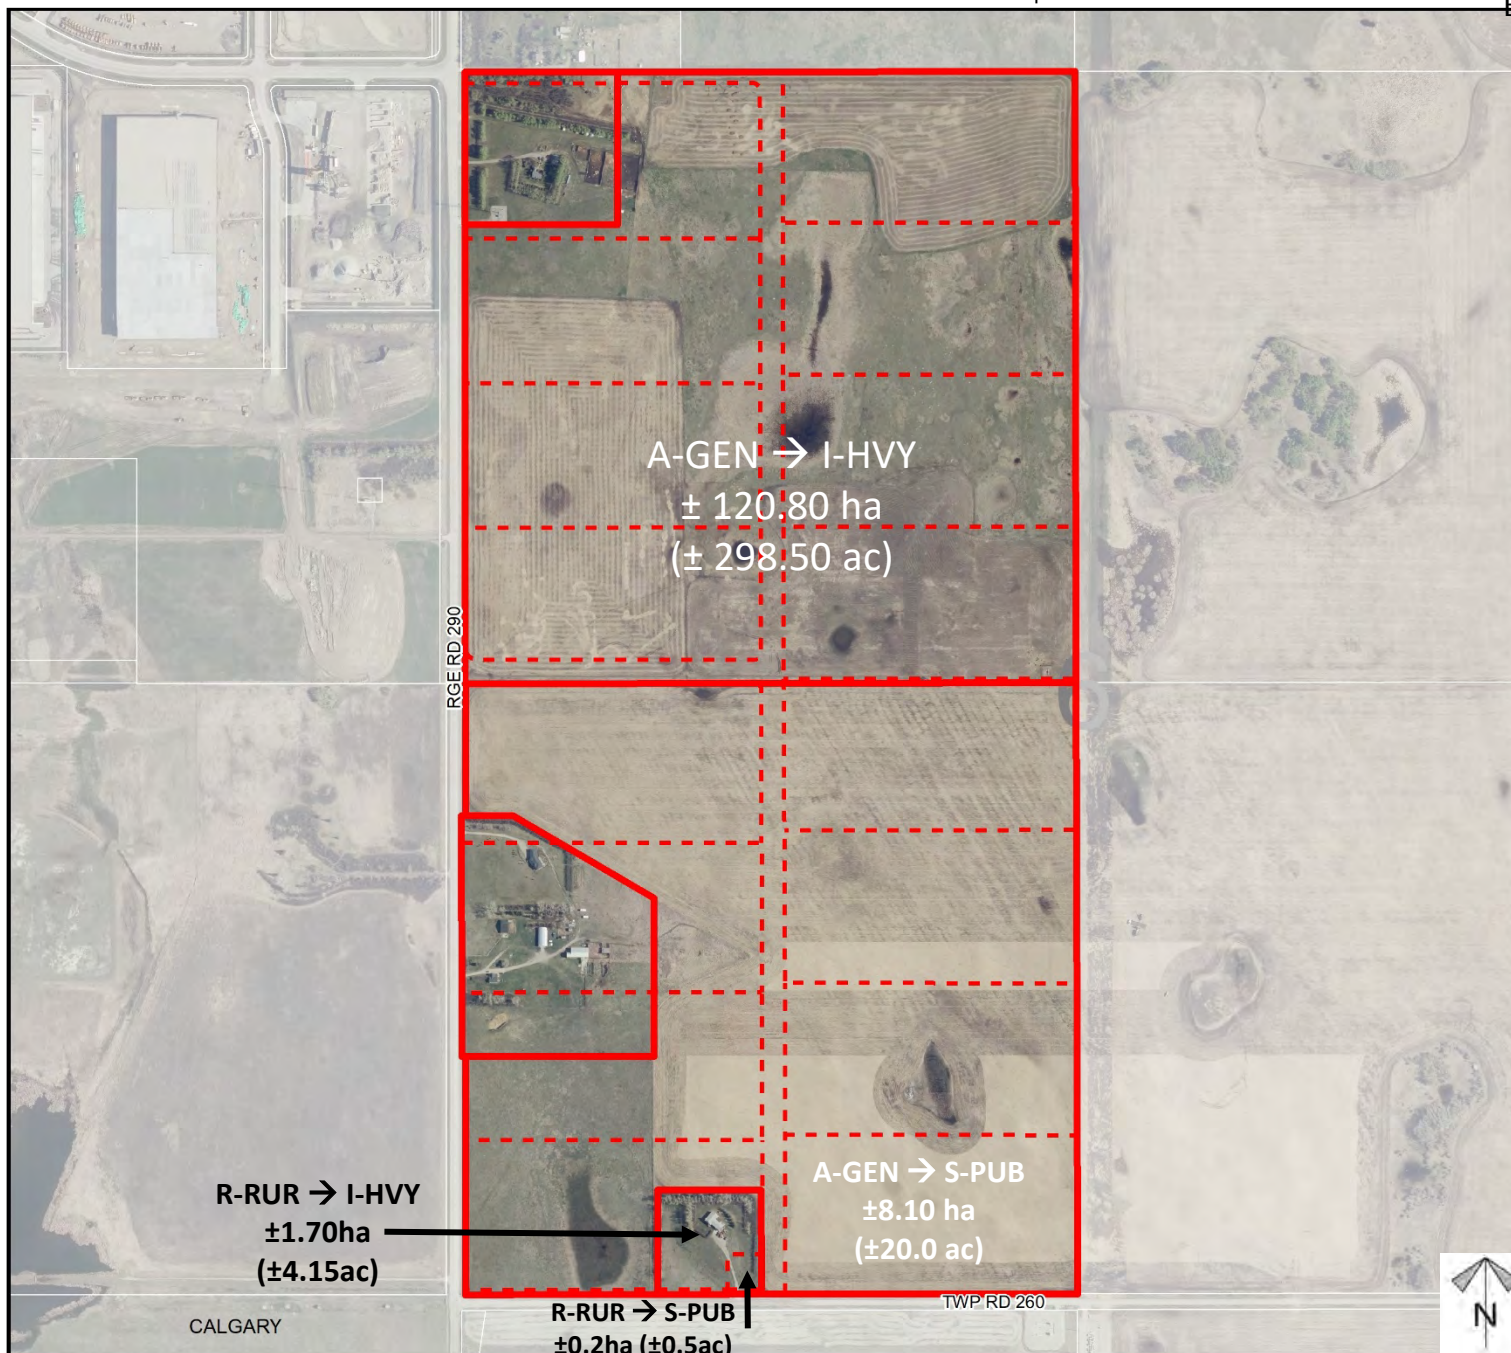 A-GEN → I-HVY
± 120.80 ha
(± 298.50 ac)
RGE RD 290
A-GEN → S-PUB
±8.10 ha
(±20.0 ac)
R-RUR → I-HVY
±1.70ha
(±4.15ac)
R-RUR → S-PUB
±0.2ha (±0.5ac)
TWP RD 260
CALGARY
N